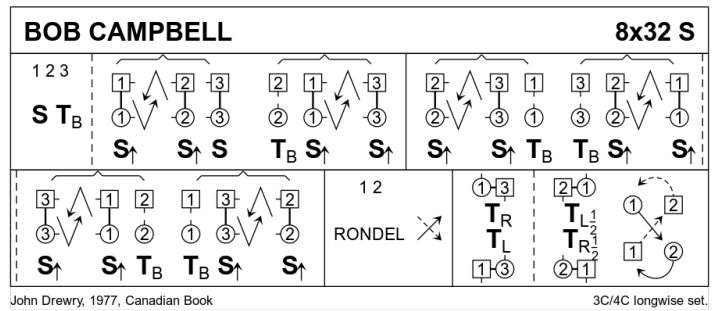 BOB CAMPBELL 8x32 S
1 2 3
S TB
1 2 3 2 1 3
1 2 3 2 1 3
S↑ S↑ S TB S↑ S↑
2 3 1 3 2 1
2 3 1 3 2 1
S↑ S↑ TB TB S↑ S↑
3 1 2 1 3 2
3 1 2 1 3 2
S↑ S↑ TB TB S↑ S↑
1 2
RONDEL
1 3
TR
TL
1 3
2 1
TL½
TR½
2 1
1 2
1 2
John Drewry, 1977, Canadian Book 3C/4C longwise set.